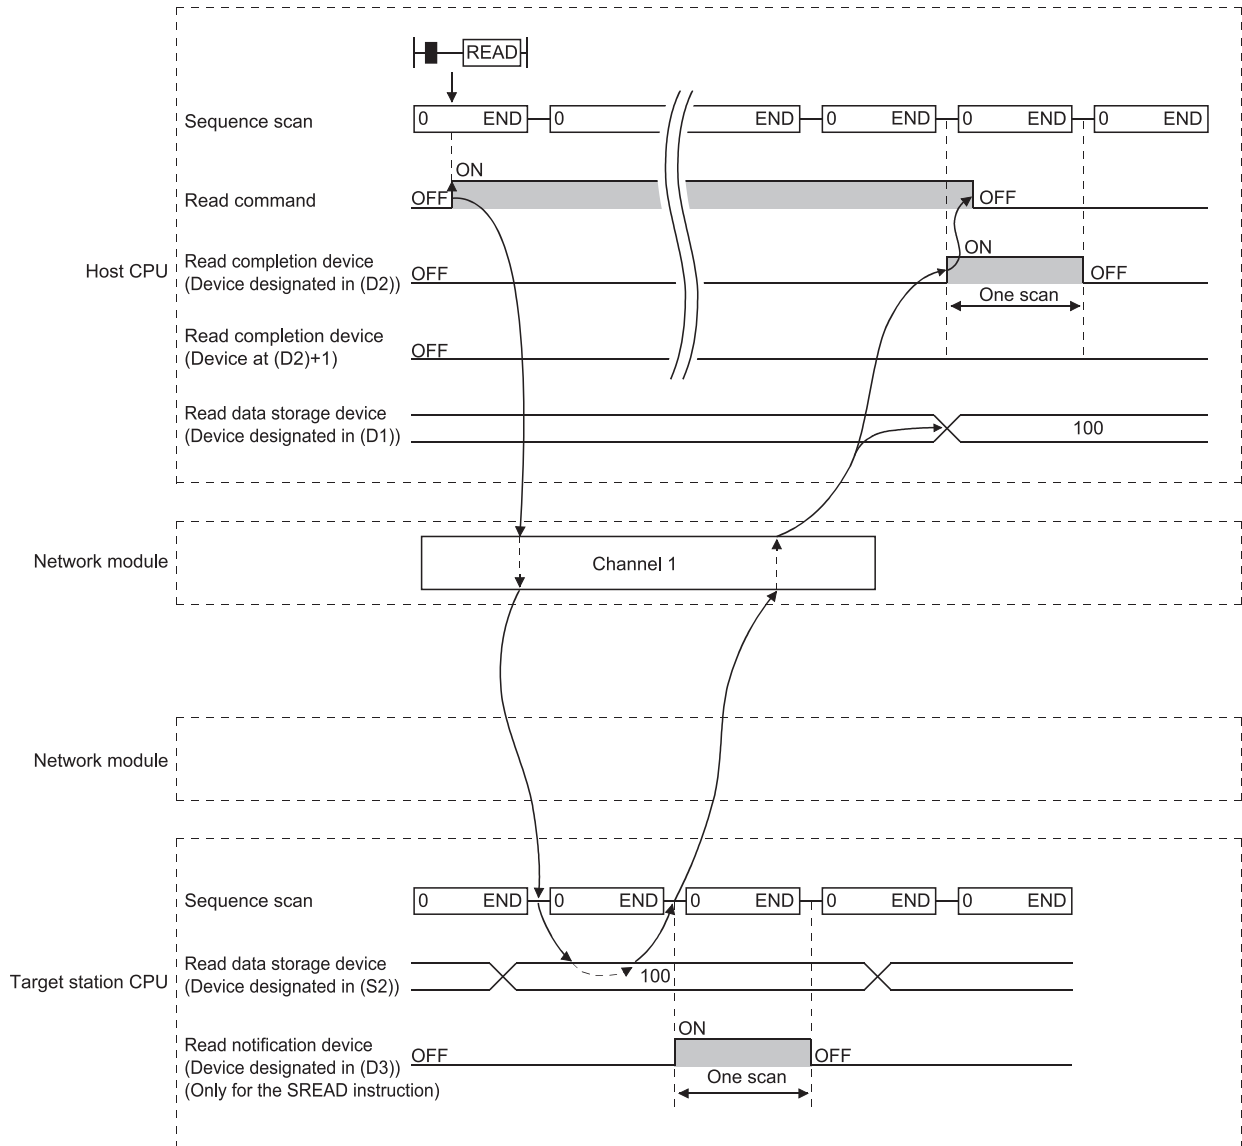 READ
Sequence scan
0 END 0 END 0 END 0 END 0 END
ON
Read command
OFF
OFF
Host CPU
Read completion device
(Device designated in (D2))
OFF
ON
OFF
One scan
Read completion device
(Device at (D2)+1)
OFF
Read data storage device
(Device designated in (D1))
100
Network module
Channel 1
Network module
Sequence scan
0 END 0 END 0 END 0 END 0 END
Target station CPU
Read data storage device
(Device designated in (S2))
100
Read notification device
(Device designated in (D3))
(Only for the SREAD instruction)
OFF
ON
OFF
One scan